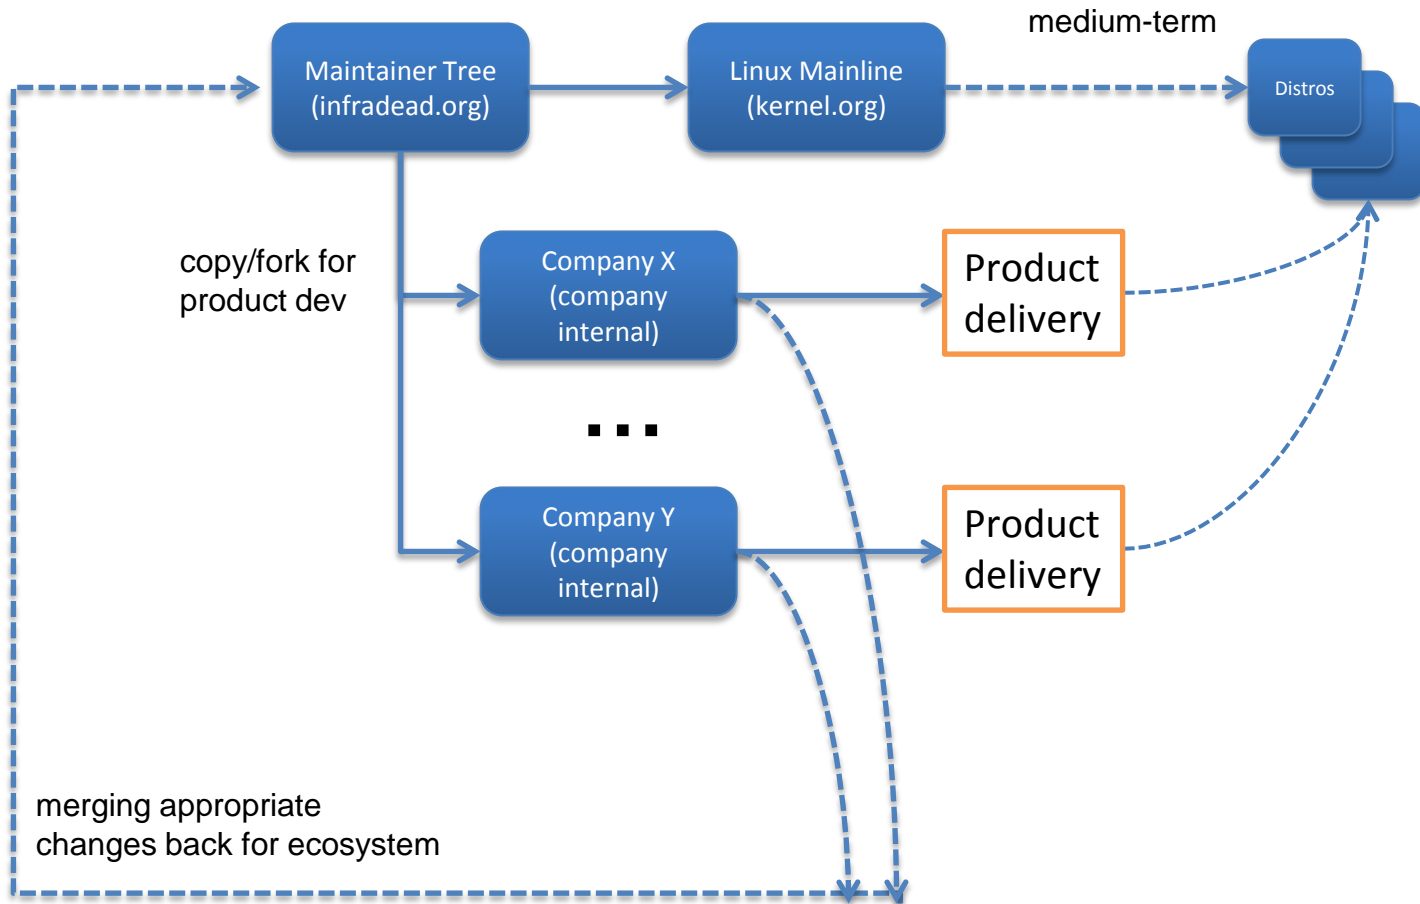 medium-term
Maintainer Tree
(infradead.org)
Linux Mainline
(kernel.org)
Distros
copy/fork for
product dev
Company X
(company
internal)
Product
delivery
...
Company Y
(company
internal)
Product
delivery
merging appropriate
changes back for ecosystem